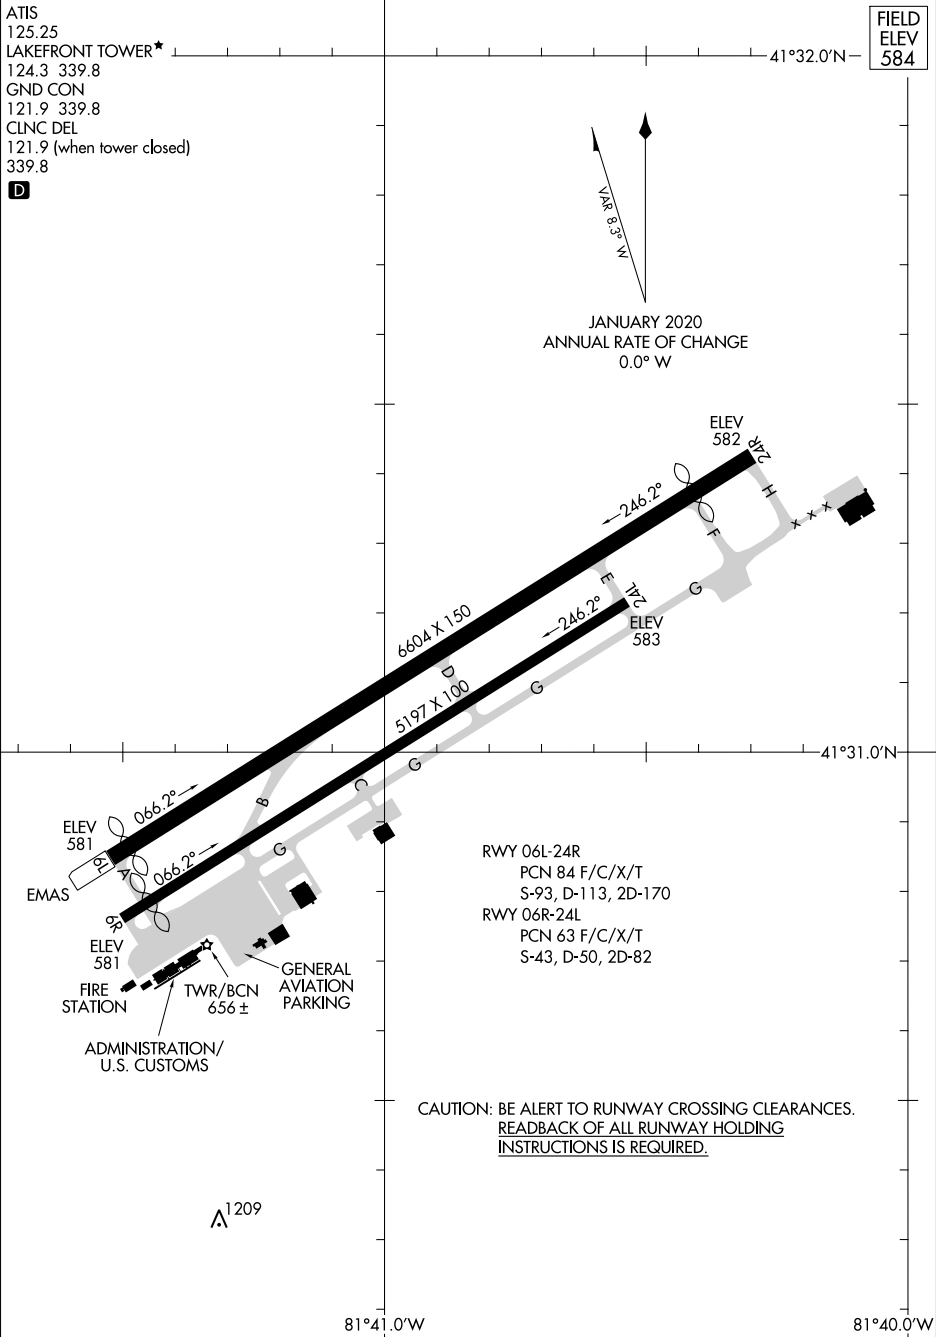 ATIS
125.25
LAKEFRONT TOWER★
124.3 339.8
GND CON
121.9 339.8
CLNC DEL
121.9 (when tower closed)
339.8
D
FIELD
ELEV
584
41°32.0'N
VAR 8.3° W
JANUARY 2020
ANNUAL RATE OF CHANGE
0.0° W
ELEV
582
24R
H
246.2°
F
E
24L
G
246.2°
ELEV
583
6604 X 150
D
G
5197 X 100
41°31.0'N
G
C
066.2°
B
ELEV
581
6L
A
066.2°
G
EMAS
6R
ELEV
581
RWY 06L-24R
PCN 84 F/C/X/T
S-93, D-113, 2D-170
RWY 06R-24L
PCN 63 F/C/X/T
S-43, D-50, 2D-82
FIRE
STATION
TWR/BCN
656 ±
GENERAL
AVIATION
PARKING
ADMINISTRATION/
U.S. CUSTOMS
CAUTION: BE ALERT TO RUNWAY CROSSING CLEARANCES.
READBACK OF ALL RUNWAY HOLDING
INSTRUCTIONS IS REQUIRED.
1209
81°41.0'W
81°40.0'W